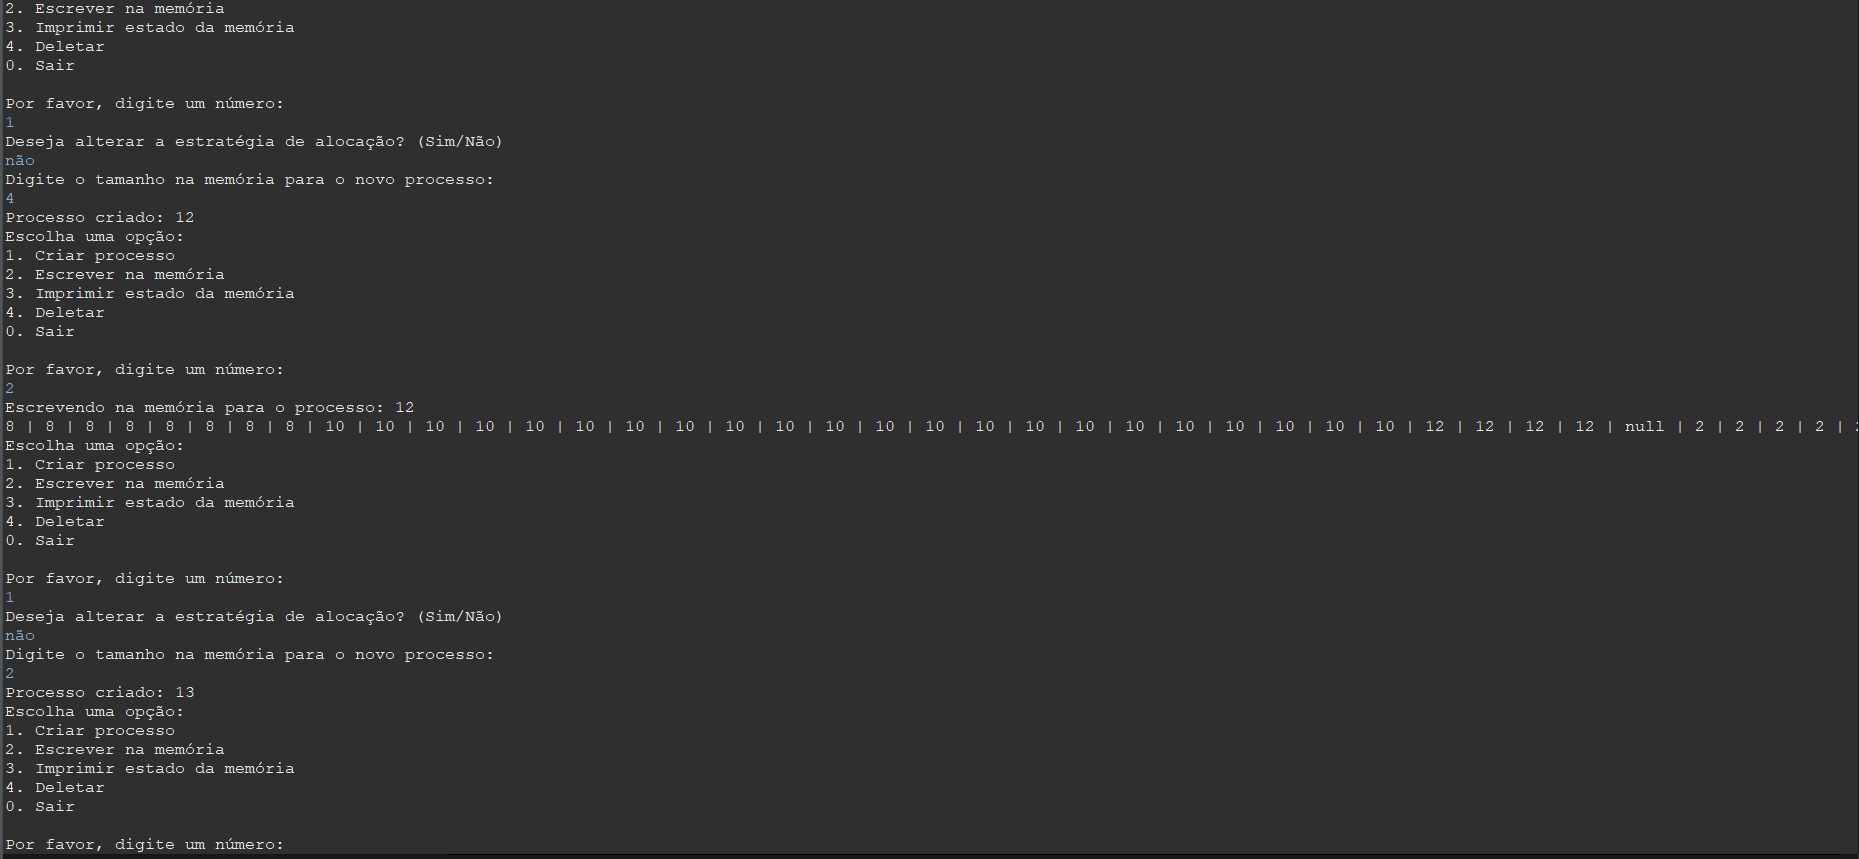 2. Escrever na memória
3. Imprimir estado da memória
4. Deletar
0. Sair
Por favor, digite um número:
1
Deseja alterar a estratégia de alocação? (Sim/Não)
não
Digite o tamanho na memória para o novo processo:
4
Processo criado: 12
Escolha uma opção:
1. Criar processo
2. Escrever na memória
3. Imprimir estado da memória
4. Deletar
0. Sair
Por favor, digite um número:
2
Escrevendo na memória para o processo: 12
8 | 8 | 8 | 8 | 8 | 8 | 8 | 8 | 10 | 10 | 10 | 10 | 10 | 10 | 10 | 10 | 10 | 10 | 10 | 10 | 10 | 10 | 10 | 10 | 10 | 10 | 10 | 10 | 10 | 10 | 12 | 12 | 12 | 12 | null | 2 | 2 | 2 | 2 |
Escolha uma opção:
1. Criar processo
2. Escrever na memória
3. Imprimir estado da memória
4. Deletar
0. Sair
Por favor, digite um número:
1
Deseja alterar a estratégia de alocação? (Sim/Não)
não
Digite o tamanho na memória para o novo processo:
2
Processo criado: 13
Escolha uma opção:
1. Criar processo
2. Escrever na memória
3. Imprimir estado da memória
4. Deletar
0. Sair
Por favor, digite um número: